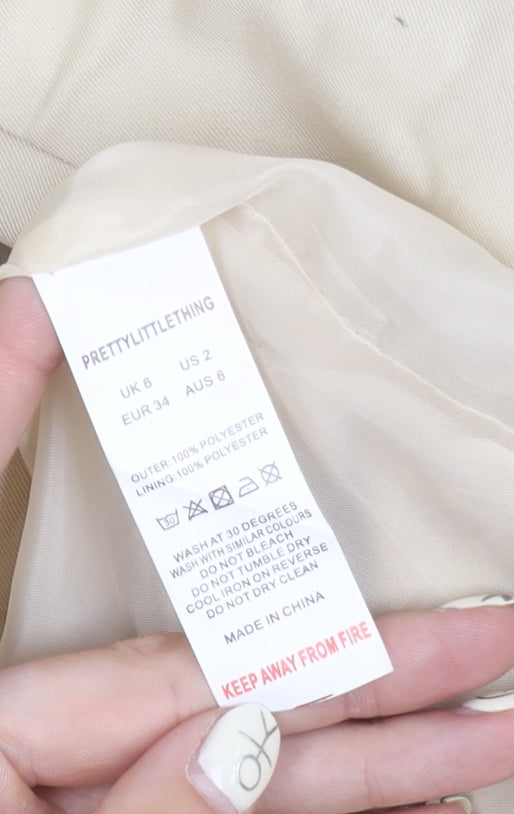 PRETTYLITTLETHING
UK 6 US 2
EUR 34 AUS 6
OUTER:100% POLYESTER
LINING:100% POLYESTER
30
WASH AT 30 DEGREES
WASH WITH SIMILAR COLOURS
DO NOT BLEACH
DO NOT TUMBLE DRY
COOL IRON ON REVERSE
DO NOT DRY CLEAN
MADE IN CHINA
KEEP AWAY FROM FIRE